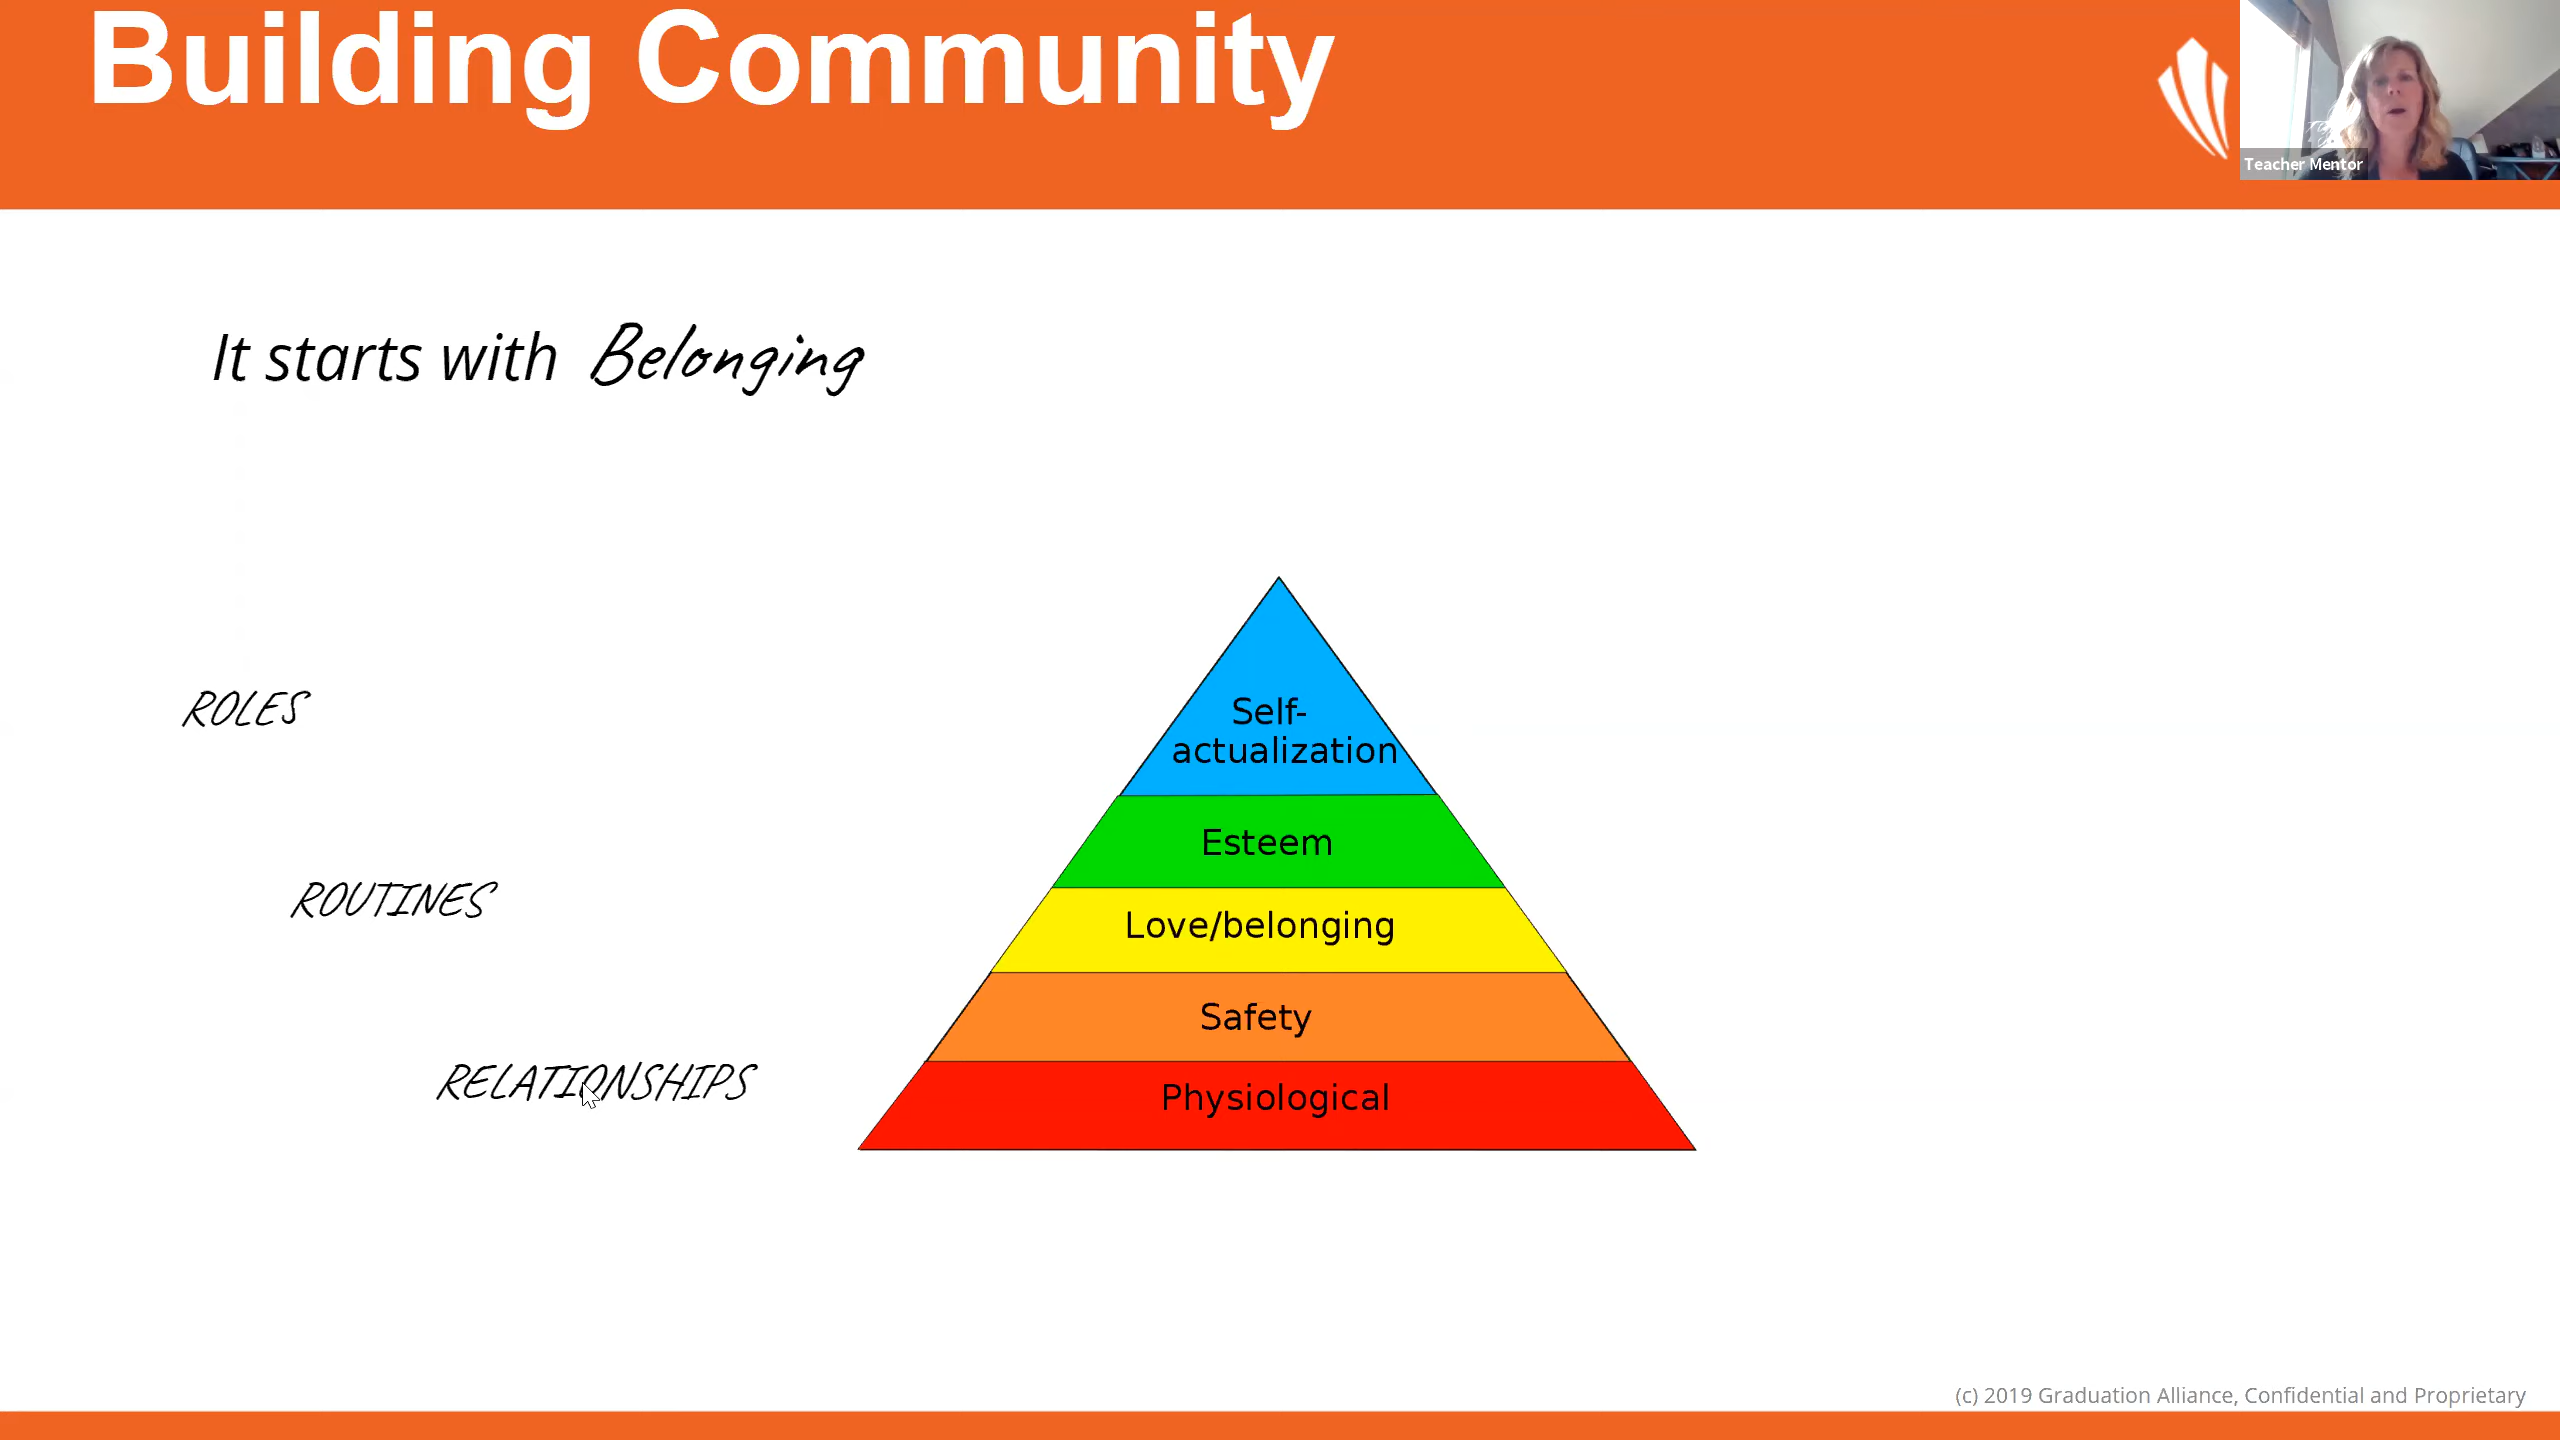 Building Community
Teacher Mentor
It starts with Belonging
ROLES
ROUTINES
RELATIONSHIPS
Self-
actualization
Esteem
Love/belonging
Safety
Physiological
(c) 2019 Graduation Alliance, Confidential and Proprietary